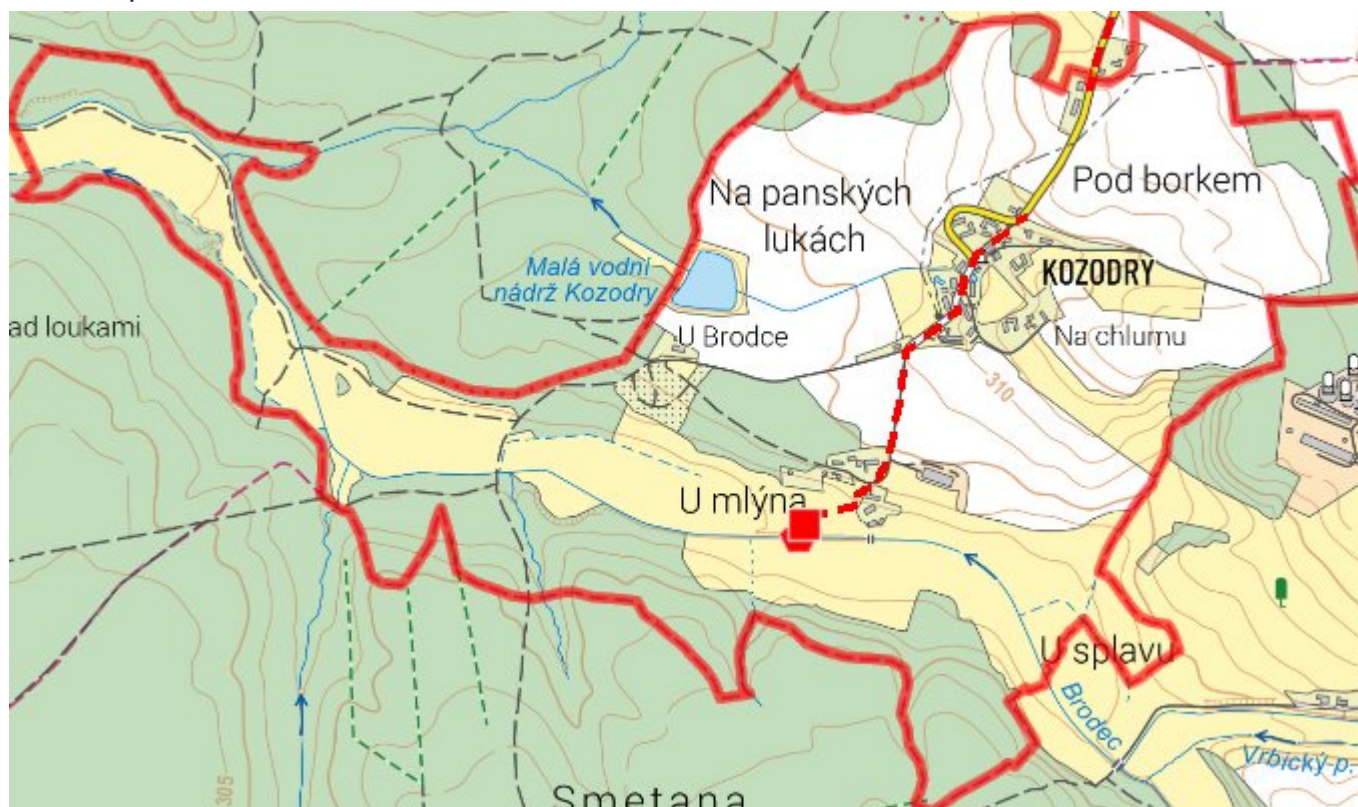 Na panských
lukách
Pod borkem
Malá vodní
nádrž Kozodry
KOZODRY
ad loukami
U Brodce
Na chlumu
310
U mlýna
U splavu
Brodec
Vrbický p.
305
Smetana